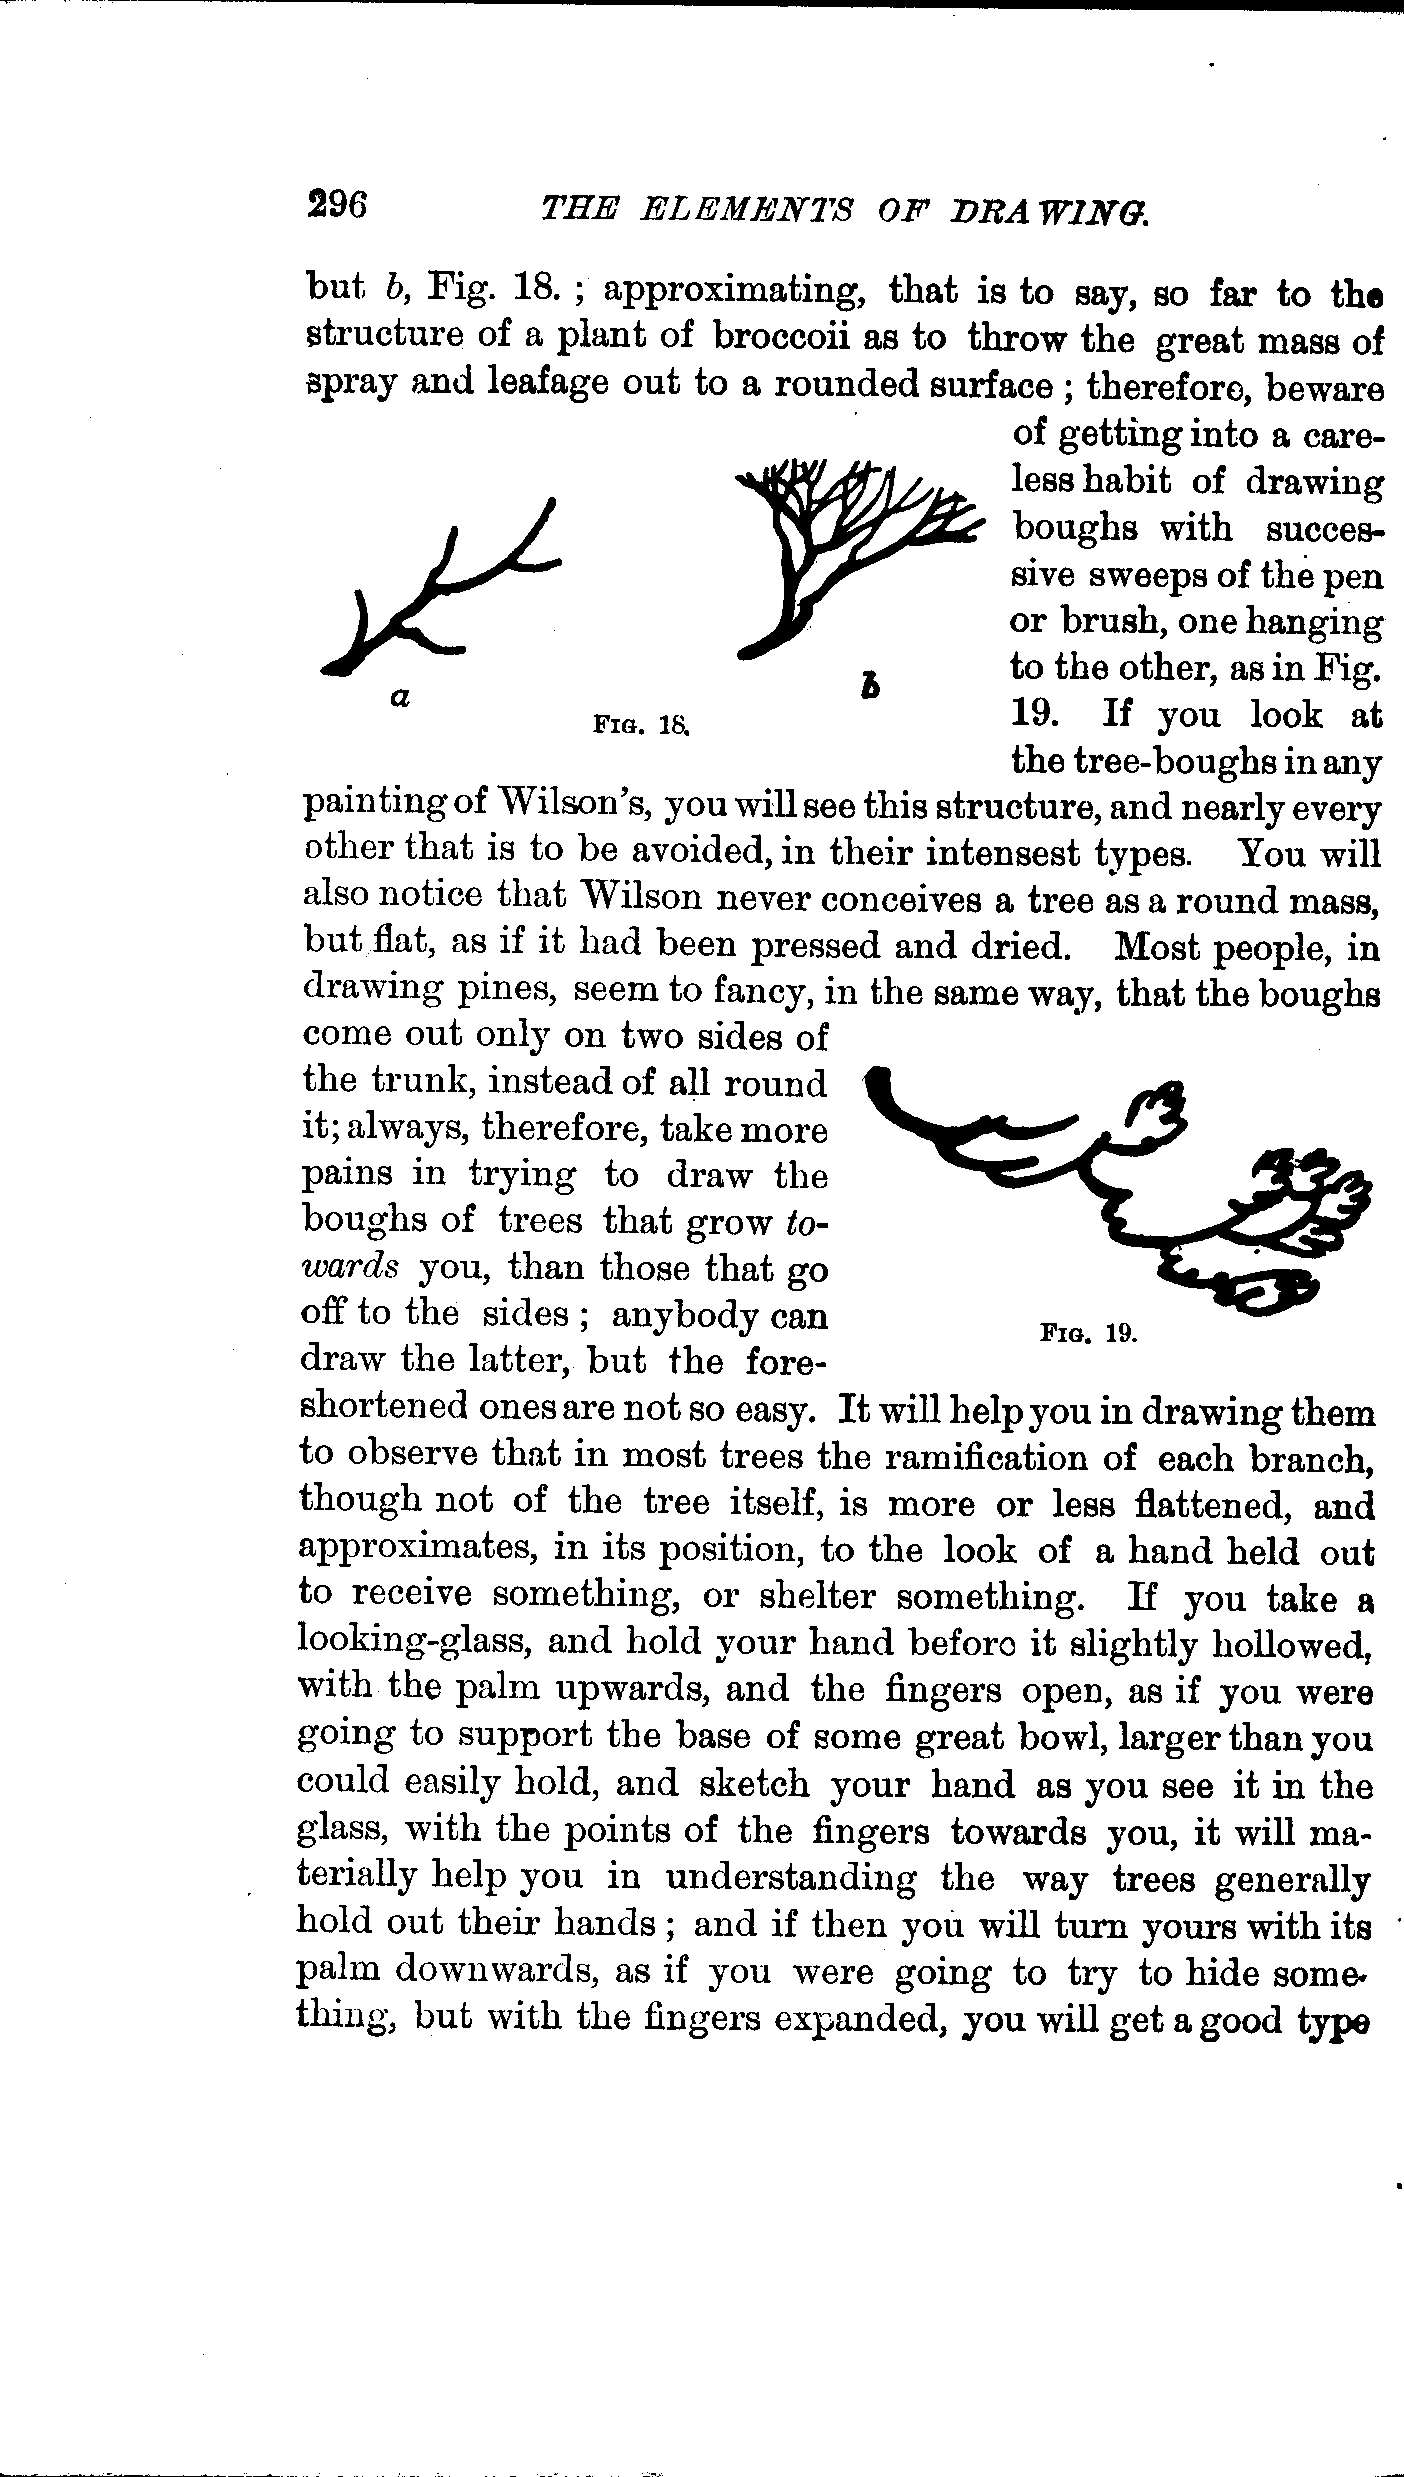 296 THE ELEMENTS OF DRAWING.
but b, Fig. 18. ; approximating, that is to say, so far to the
structure of a plant of broccoii as to throw the great mass of
spray and leafage out to a rounded surface ; therefore, beware
of getting into a care-
less habit of drawing
boughs with succes-
sive sweeps of the pen
or brush, one hanging
to the other, as in Fig.
19. If you look at
the tree-boughs in any
a
b
FIG. 18.
painting of Wilson's, you will see this structure, and nearly every
other that is to be avoided, in their intensest types. You will
also notice that Wilson never conceives a tree as a round mass,
but flat, as if it had been pressed and dried. Most people, in
drawing pines, seem to fancy, in the same way, that the boughs
come out only on two sides of
the trunk, instead of all round
it; always, therefore, take more
pains in trying to draw the
boughs of trees that grow to-
wards you, than those that go
off to the sides ; anybody can
draw the latter, but the fore-
FIG. 19.
shortened ones are not so easy. It will help you in drawing them
to observe that in most trees the ramification of each branch,
though not of the tree itself, is more or less flattened, and
approximates, in its position, to the look of a hand held out
to receive something, or shelter something. If you take a
looking-glass, and hold your hand before it slightly hollowed,
with the palm upwards, and the fingers open, as if you were
going to support the base of some great bowl, larger than you
could easily hold, and sketch your hand as you see it in the
glass, with the points of the fingers towards you, it will ma-
terially help you in understanding the way trees generally
hold out their hands ; and if then you will turn yours with its
palm downwards, as if you were going to try to hide some-
thing, but with the fingers expanded, you will get a good type